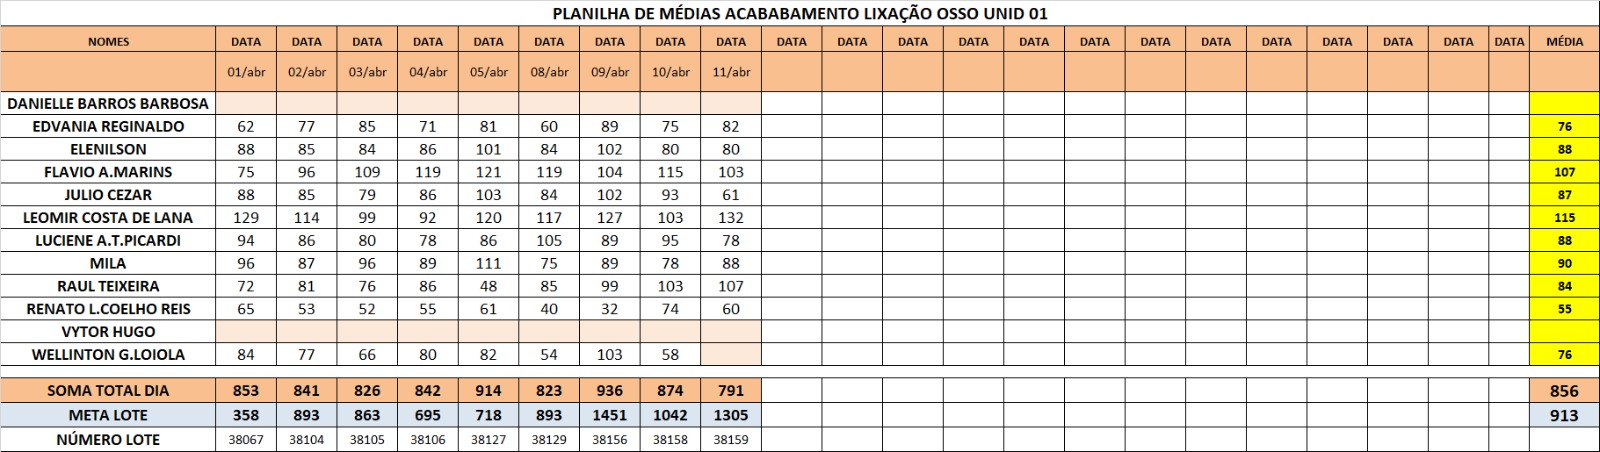 PLANILHA DE MÉDIAS ACABABAMENTO LIXAÇÃO OSSO UNID 01
NOMES DATA DATA DATA DATA DATA DATA DATA DATA DATA DATA DATA DATA DATA DATA DATA DATA DATA DATA DATA DATA DATA DATA MÉDIA
01/abr 02/abr 03/abr 04/abr 05/abr 08/abr 09/abr 10/abr 11/abr
DANIELLE BARROS BARBOSA
EDVANIA REGINALDO 62 77 85 71 81 60 89 75 82 76
ELENILSON 88 85 84 86 101 84 102 80 80 88
FLAVIO A.MARINS 75 96 109 119 121 119 104 115 103 107
JULIO CEZAR 88 85 79 86 103 84 102 93 61 87
LEOMIR COSTA DE LANA 129 114 99 92 120 117 127 103 132 115
LUCIENE A.T.PICARDI 94 86 80 78 86 105 89 95 78 88
MILA 96 87 96 89 111 75 89 78 88 90
RAUL TEIXEIRA 72 81 76 86 48 85 99 103 107 84
RENATO L.COELHO REIS 65 53 52 55 61 40 32 74 60 55
VYTOR HUGO
WELLINTON G.LOIOLA 84 77 66 80 82 54 103 58 76
SOMA TOTAL DIA 853 841 826 842 914 823 936 874 791 856
META LOTE 358 893 863 695 718 893 1451 1042 1305 913
NÚMERO LOTE 38067 38104 38105 38106 38127 38129 38156 38158 38159